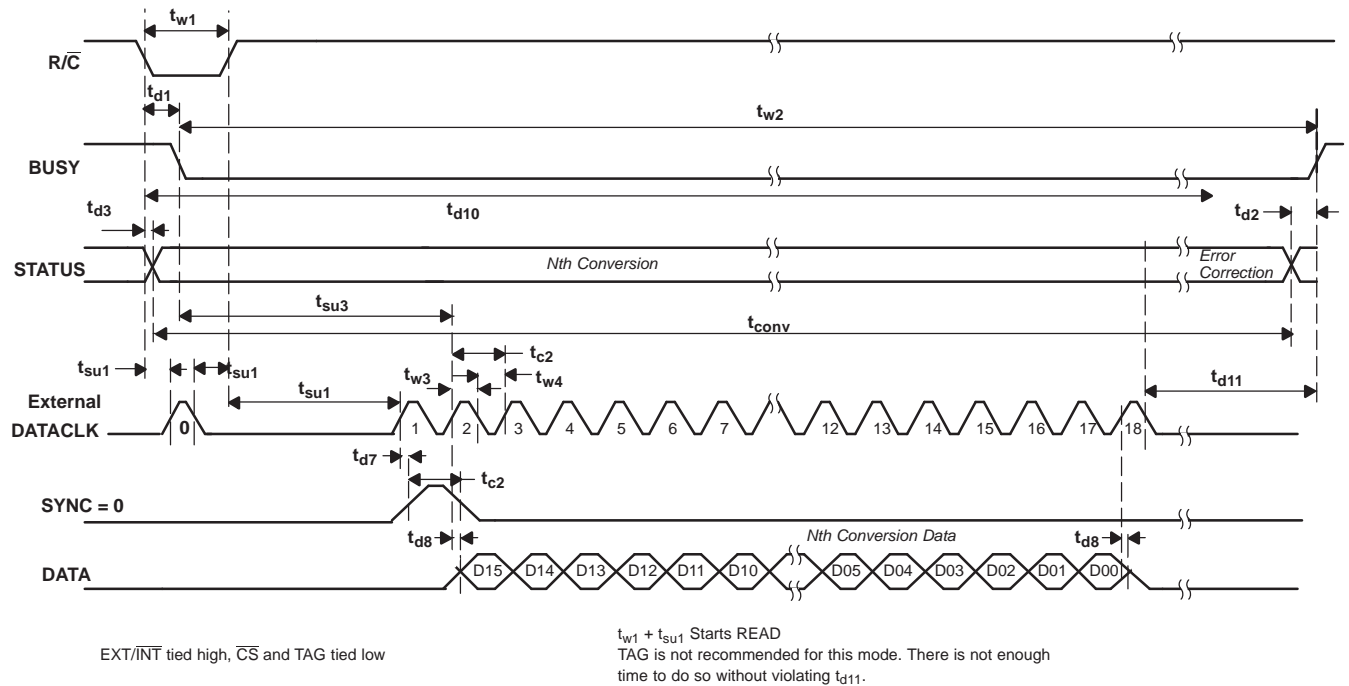 tw1
R/C̅
td1
tw2
BUSY
td3
td10
td2
STATUS
Nth Conversion
Error
Correction
tsu3
tconv
tc2
tsu1
tsu1
tw3
tw4
tsu1
td11
External
DATACLK
0 1 2 3 4 5 6 7 12 13 14 15 16 17 18
td7
tc2
SYNC = 0
td8
Nth Conversion Data
td8
DATA
D15 D14 D13 D12 D11 D10 D05 D04 D03 D02 D01 D00
EXT/I̅N̅T̅ tied high, C̅S̅ and TAG tied low
tw1 + tsu1 Starts READ
TAG is not recommended for this mode. There is not enough
time to do so without violating td11.